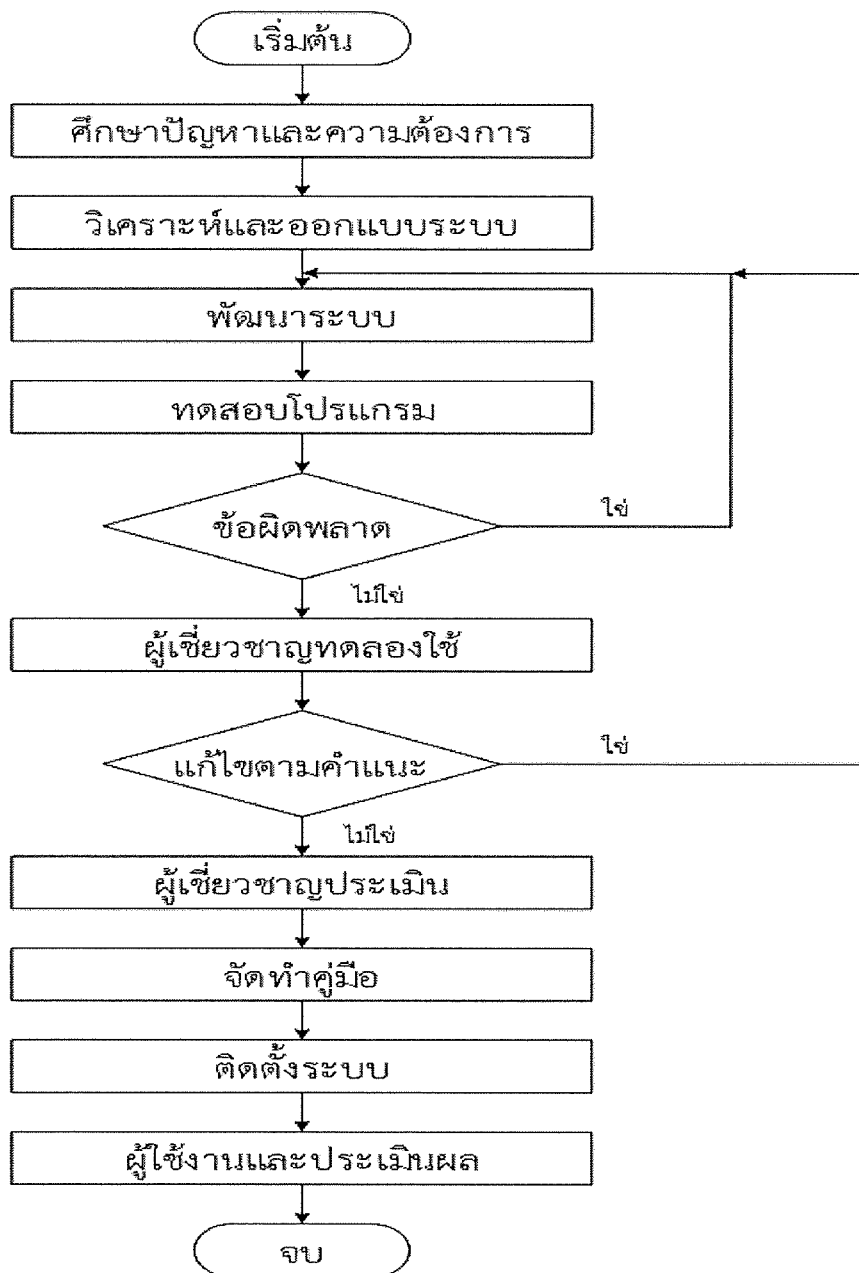 เริ่มต้น
ศึกษาปัญหาและความต้องการ
วิเคราะห์และออกแบบระบบ
พัฒนาระบบ
ทดสอบโปรแกรม
ข้อผิดพลาด
ใช่
ไม่ใช่
ผู้เชี่ยวชาญทดลองใช้
แก้ไขตามคำแนะ
ใช่
ไม่ใช่
ผู้เชี่ยวชาญประเมิน
จัดทำคู่มือ
ติดตั้งระบบ
ผู้ใช้งานและประเมินผล
จบ